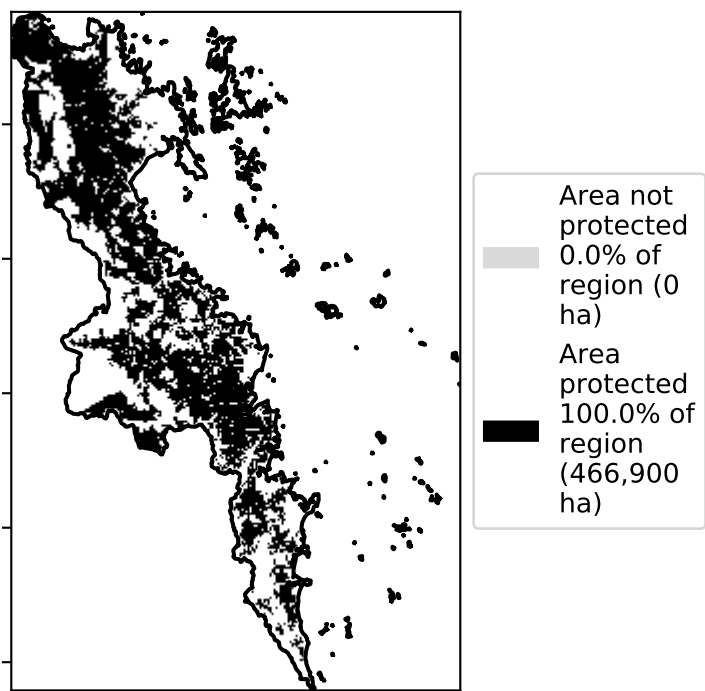 Area not
protected
0.0% of
region (0
ha)
Area
protected
100.0% of
region
(466,900
ha)